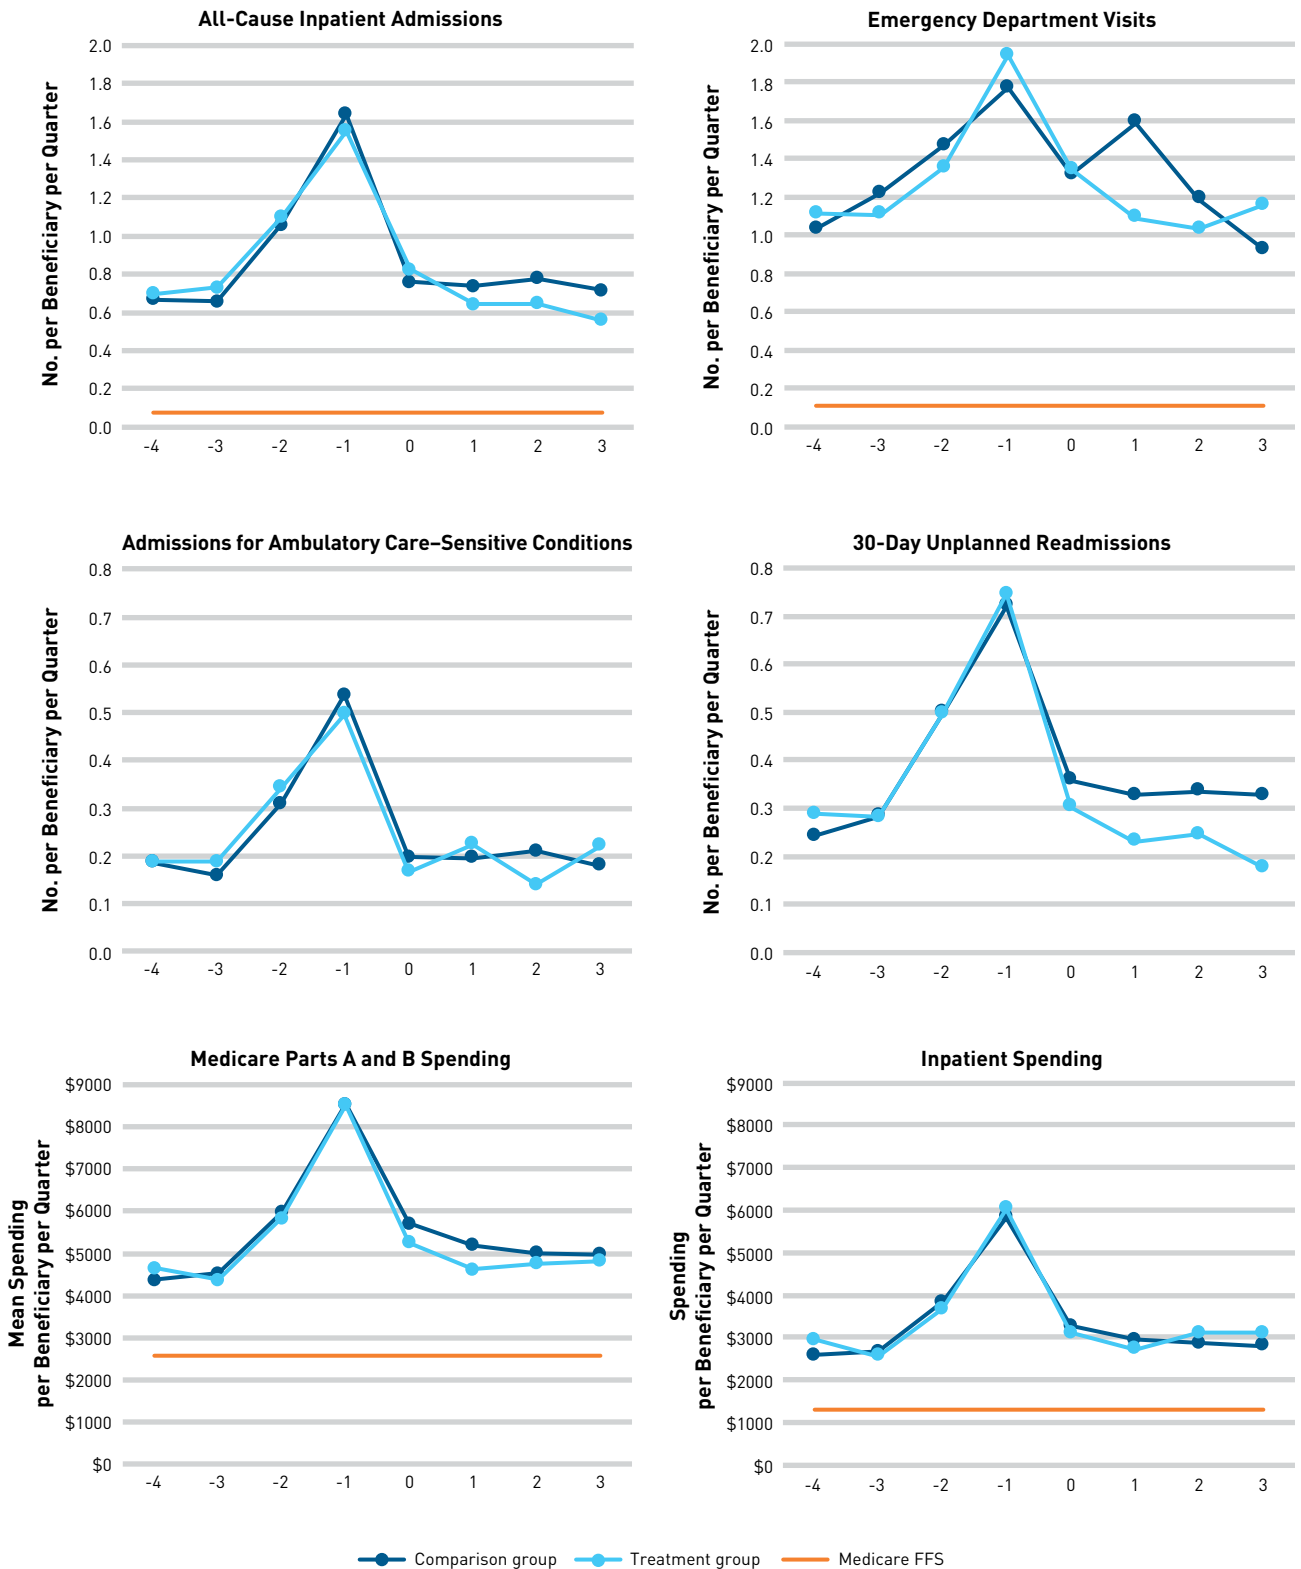 All-Cause Inpatient Admissions
No. per Beneficiary per Quarter
2.0
1.8
1.6
1.4
1.2
1.0
0.8
0.6
0.4
0.2
0.0
-4 -3 -2 -1 0 1 2 3
Emergency Department Visits
No. per Beneficiary per Quarter
2.0
1.8
1.6
1.4
1.2
1.0
0.8
0.6
0.4
0.2
0.0
-4 -3 -2 -1 0 1 2 3
Admissions for Ambulatory Care–Sensitive Conditions
No. per Beneficiary per Quarter
0.8
0.7
0.6
0.5
0.4
0.3
0.2
0.1
0.0
-4 -3 -2 -1 0 1 2 3
30-Day Unplanned Readmissions
No. per Beneficiary per Quarter
0.8
0.7
0.6
0.5
0.4
0.3
0.2
0.1
0.0
-4 -3 -2 -1 0 1 2 3
Medicare Parts A and B Spending
Mean Spending
per Beneficiary per Quarter
$9000
$8000
$7000
$6000
$5000
$4000
$3000
$2000
$1000
$0
-4 -3 -2 -1 0 1 2 3
Inpatient Spending
Spending
per Beneficiary per Quarter
$9000
$8000
$7000
$6000
$5000
$4000
$3000
$2000
$1000
$0
-4 -3 -2 -1 0 1 2 3
Comparison group Treatment group Medicare FFS